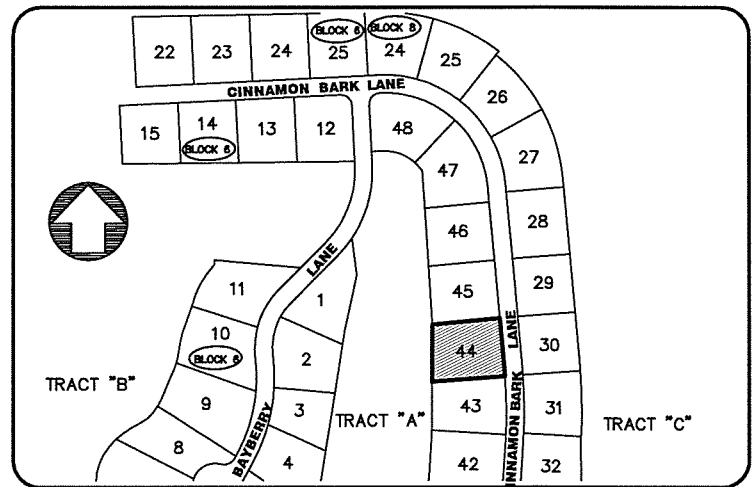 BLOCK 6
BLOCK 8
22 23 24 25 24 25
26
CINNAMON BARK LANE
15 14 13 12 48
BLOCK 6
27
47
28
46
LANE
11
1
45
29
10
BLOCK 6
2
44
LANE
30
TRACT "B"
9
3
TRACT "A"
43
CINNAMON BARK
31
TRACT "C"
8
BAYBERRY
4
42
32